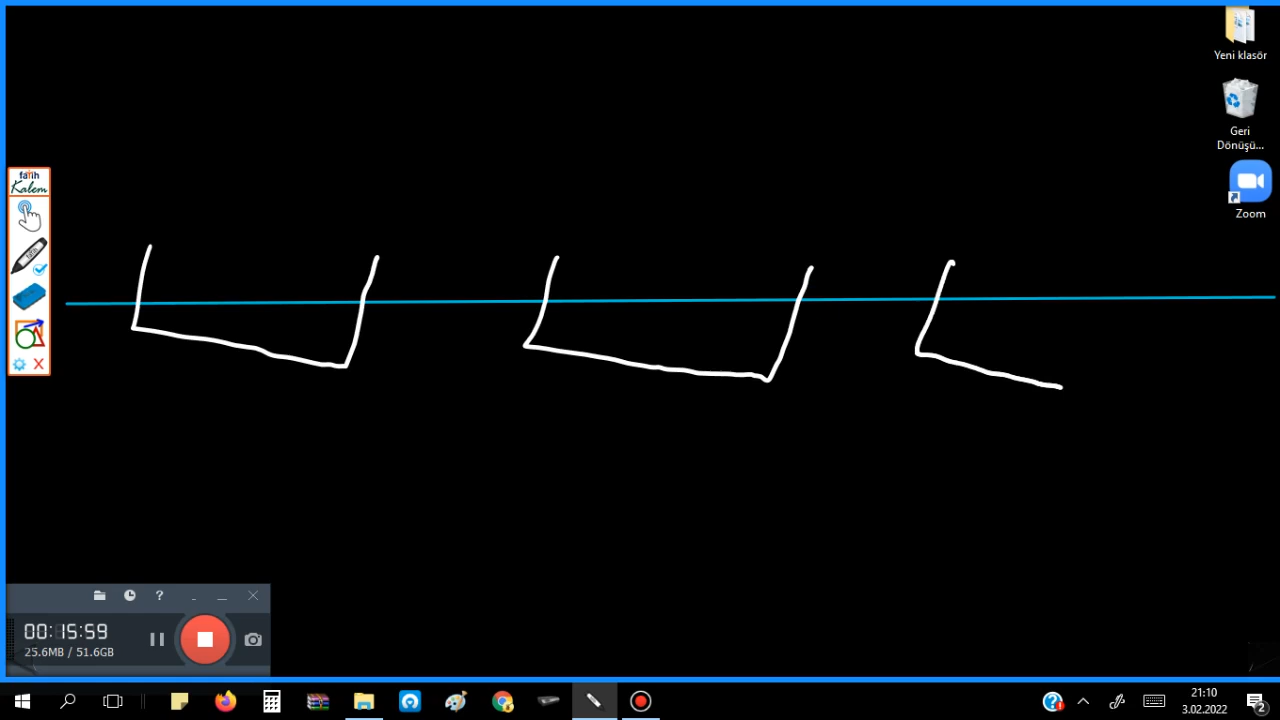 Yeni klasör
Geri
Dönüşü...
Zoom
fatih
Kalem
00:15:59
25.6MB / 51.6GB
21:10
3.02.2022
2